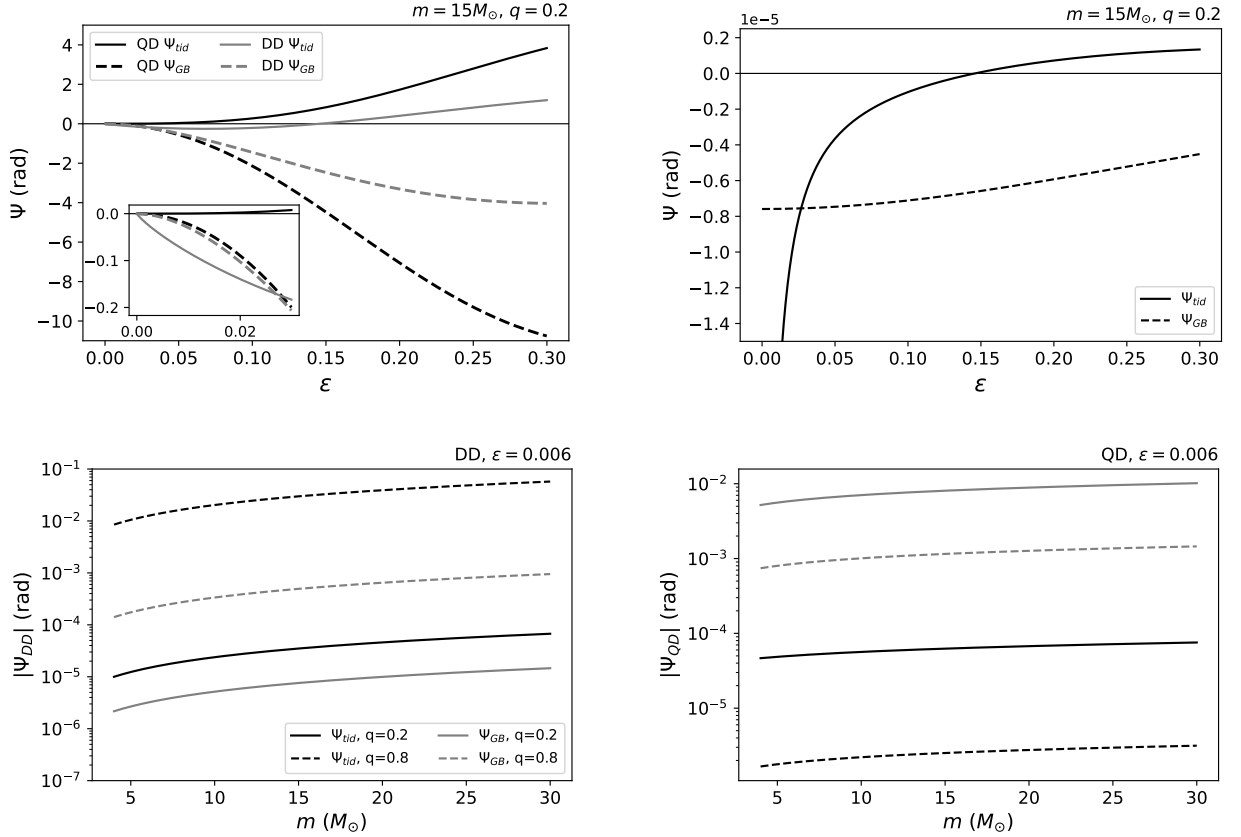 m = 15M⊙, q = 0.2
QD Ψtid
QD ΨGB
DD Ψtid
DD ΨGB
4
2
0
−2
−4
−6
−8
−10
Ψ (rad)
0.0
−0.1
−0.2
0.00 0.02
0.00 0.05 0.10 0.15 0.20 0.25 0.30
ε
m = 15M⊙, q = 0.2
1e−5
0.2
0.0
−0.2
−0.4
−0.6
−0.8
−1.0
−1.2
−1.4
Ψ (rad)
Ψtid
ΨGB
0.00 0.05 0.10 0.15 0.20 0.25 0.30
ε
DD, ε = 0.006
10⁻¹
10⁻²
10⁻³
10⁻⁴
10⁻⁵
10⁻⁶
10⁻⁷
|ΨDD| (rad)
Ψtid, q=0.2
Ψtid, q=0.8
ΨGB, q=0.2
ΨGB, q=0.8
5 10 15 20 25 30
m (M⊙)
QD, ε = 0.006
10⁻²
10⁻³
10⁻⁴
10⁻⁵
|ΨQD| (rad)
5 10 15 20 25 30
m (M⊙)